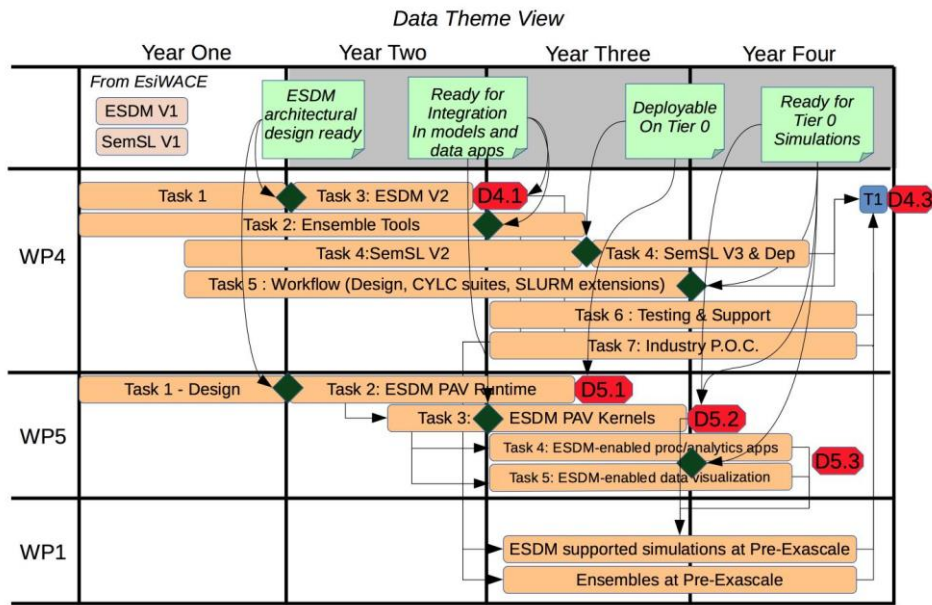 Data Theme View
Year One
Year Two
Year Three
Year Four
From EsiWACE
ESDM V1
SemSL V1
ESDM
architectural
design ready
Ready for
Integration
In models and
data apps
Deployable
On Tier 0
Ready for
Tier 0
Simulations
WP4
Task 1
Task 3: ESDM V2
D4.1
T1
D4.3
Task 2: Ensemble Tools
Task 4:SemSL V2
Task 4: SemSL V3 & Dep
Task 5 : Workflow (Design, CYLC suites, SLURM extensions)
Task 6 : Testing & Support
Task 7: Industry P.O.C.
WP5
Task 1 - Design
Task 2: ESDM PAV Runtime
D5.1
Task 3:
ESDM PAV Kernels
D5.2
Task 4: ESDM-enabled proc/analytics apps
D5.3
Task 5: ESDM-enabled data visualization
WP1
ESDM supported simulations at Pre-Exascale
Ensembles at Pre-Exascale